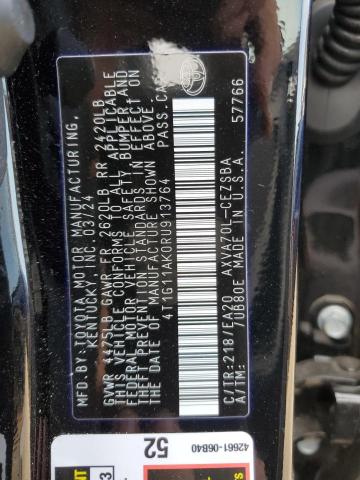 MFD.BY:TOYOTA MOTOR MANUFACTURING,
KENTUCKY, INC. 03/24
GVWR 4475LB GAWR FR 2620LB RR 2420LB
THIS VEHICLE CONFORMS TO ALL APPLICABLE
FEDERAL MOTOR VEHICLE SAFETY, BUMPER, AND
THEFT PREVENTION STANDARDS IN EFFECT ON
THE DATE OF MANUFACTURE SHOWN ABOVE.
4T1G11AK0RU913764 PASS.CAR
C/TR:218/EA20 AXVA70L-CEZSBA
A/TM: /UB80E MADE IN U.S.A. 57766
42661-06B40
52